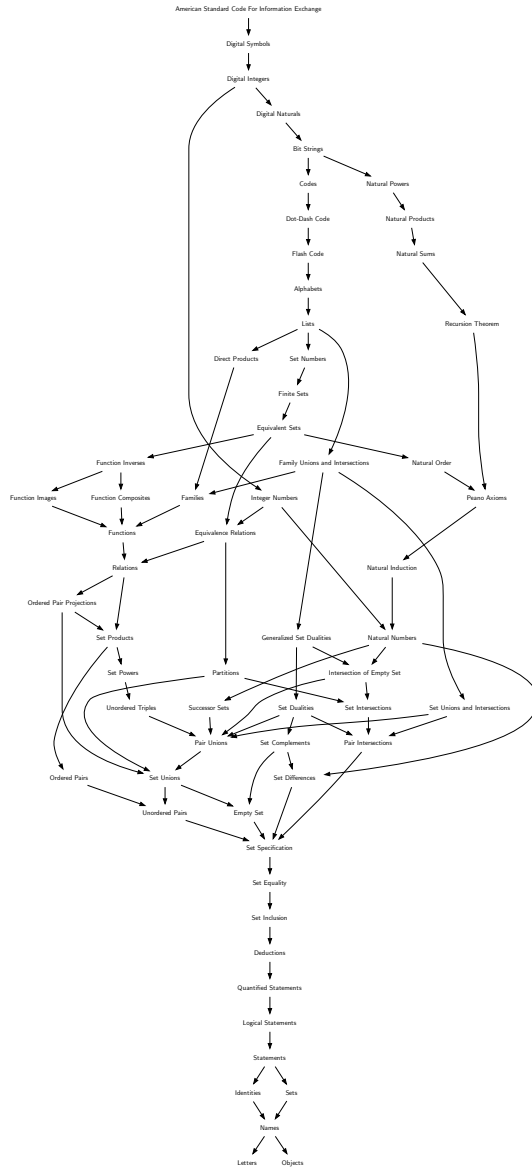 American Standard Code For Information Exchange
Digital Symbols
Digital Integers
Digital Naturals
Bit Strings
Codes
Natural Powers
Dot-Dash Code
Natural Products
Flash Code
Natural Sums
Alphabets
Lists
Recursion Theorem
Direct Products
Set Numbers
Finite Sets
Equivalent Sets
Function Inverses
Family Unions and Intersections
Natural Order
Function Images
Function Composites
Families
Integer Numbers
Peano Axioms
Functions
Equivalence Relations
Relations
Natural Induction
Ordered Pair Projections
Set Products
Generalized Set Dualities
Natural Numbers
Set Powers
Partitions
Intersection of Empty Set
Unordered Triples
Successor Sets
Set Dualities
Set Intersections
Set Unions and Intersections
Pair Unions
Set Complements
Pair Intersections
Ordered Pairs
Set Unions
Set Differences
Unordered Pairs
Empty Set
Set Specification
Set Equality
Set Inclusion
Deductions
Quantified Statements
Logical Statements
Statements
Identities
Sets
Names
Letters
Objects